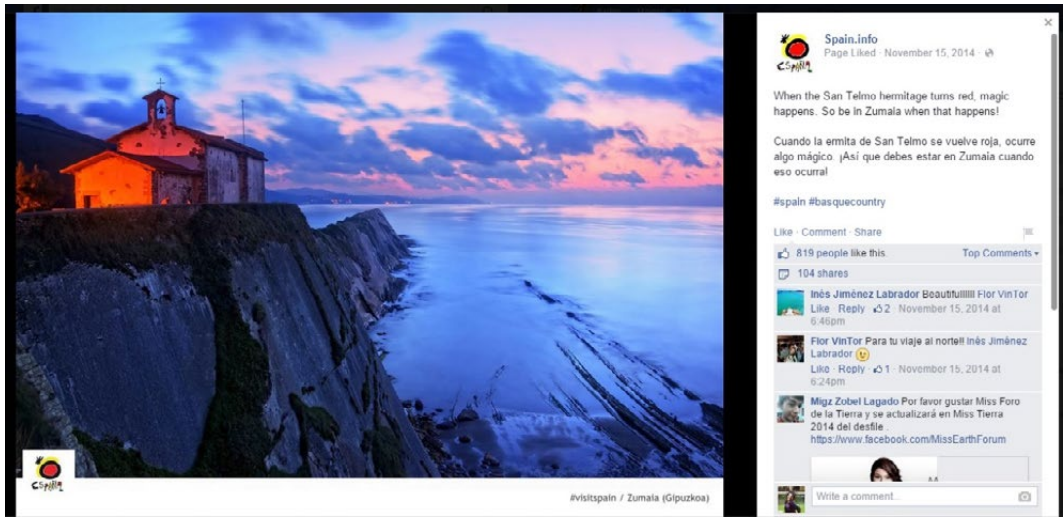 España
#visitspain / Zumaia (Gipuzkoa)
Spain.info
Page Liked · November 15, 2014 ·
España
When the San Telmo hermitage turns red, magic
happens. So be in Zumaia when that happens!
Cuando la ermita de San Telmo se vuelve roja, ocurre
algo mágico. ¡Así que debes estar en Zumaia cuando
eso ocurra!
#spain #basquecountry
Like · Comment · Share
819 people like this.
Top Comments
104 shares
Inés Jiménez Labrador Beautifullllll Flor VinTor
Like · Reply · 2 · November 15, 2014 at
6:46pm
Flor VinTor Para tu viaje al norte!! Inés Jiménez
Labrador
Like · Reply · 1 · November 15, 2014 at
6:24pm
Migz Zobel Lagado Por favor gustar Miss Foro
de la Tierra y se actualizará en Miss Tierra
2014 del desfile .
https://www.facebook.com/MissEarthForum
Write a comment...